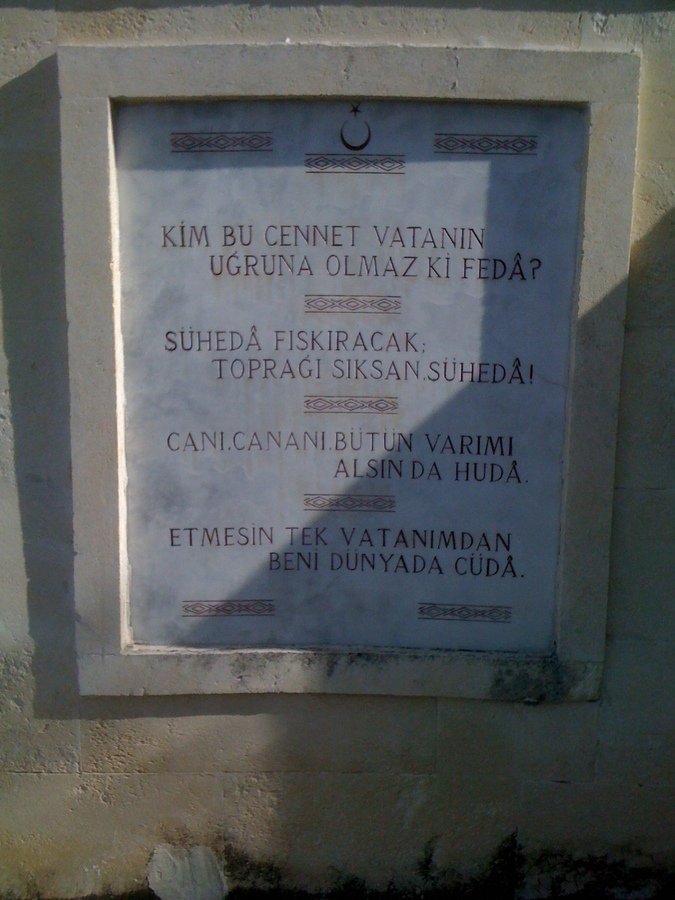 KİM BU CENNET VATANIN
UĞRUNA OLMAZ Kİ FEDÂ?
ŞÜHEDÂ FIŞKIRACAK;
TOPRAĞI SIKSAN, ŞÜHEDÂ!
CANI, CANANI, BÜTÜN VARIMI
ALSIN DA HUDÂ.
ETMESİN TEK VATANIMDAN
BENİ DÜNYADA CÜDÂ.